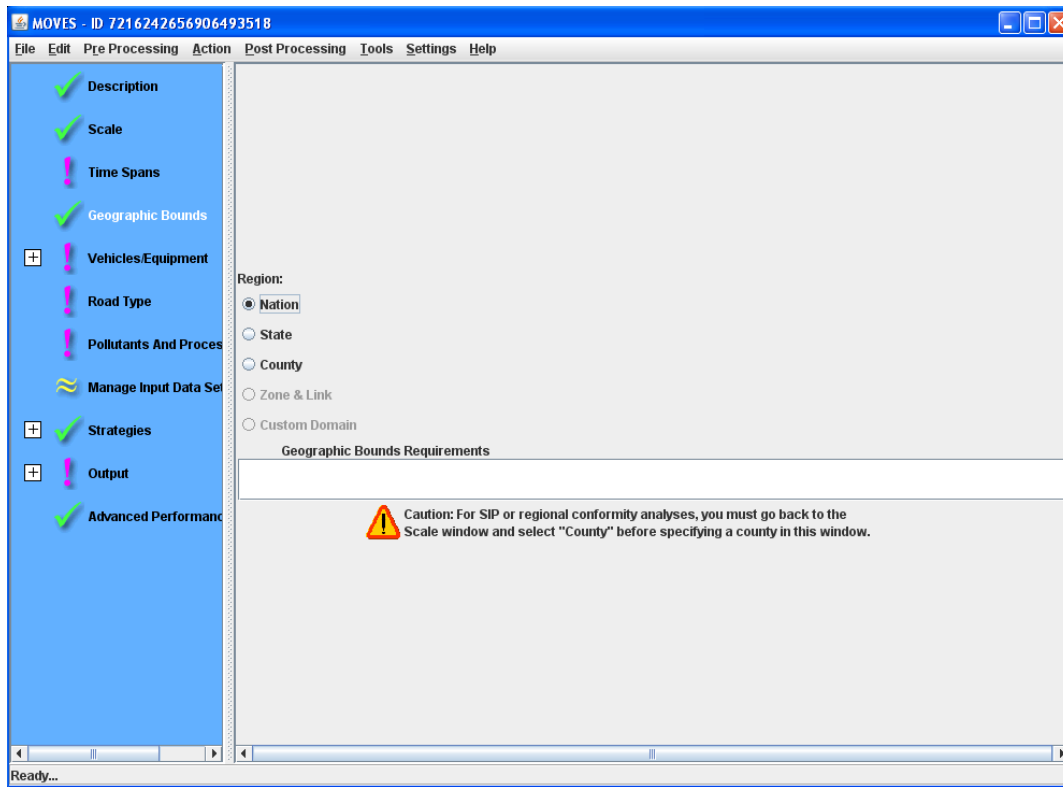 MOVES - ID 7216242656906493518
File Edit Pre Processing Action Post Processing Tools Settings Help
Description
Scale
Time Spans
Geographic Bounds
Vehicles/Equipment
Road Type
Pollutants And Proces
Manage Input Data Set
Strategies
Output
Advanced Performanc
Region:
Nation
State
County
Zone & Link
Custom Domain
Geographic Bounds Requirements
Caution: For SIP or regional conformity analyses, you must go back to the
Scale window and select "County" before specifying a county in this window.
Ready...